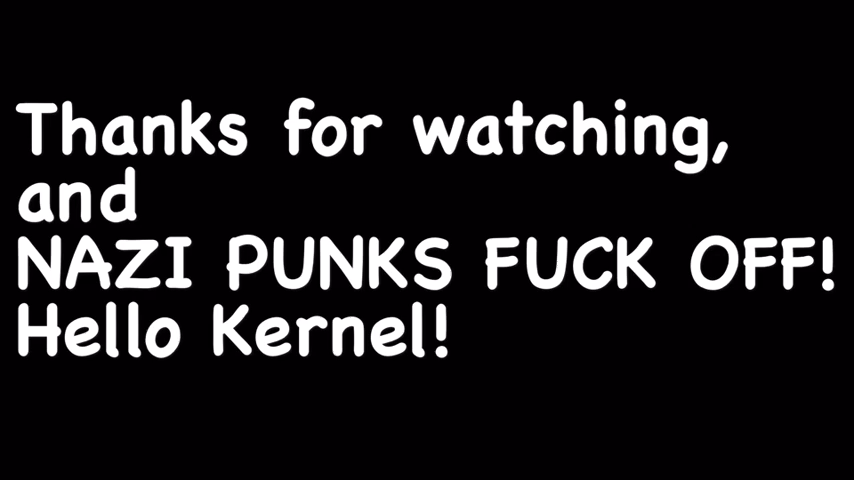 Thanks for watching,
and
NAZI PUNKS FUCK OFF!
Hello Kernel!